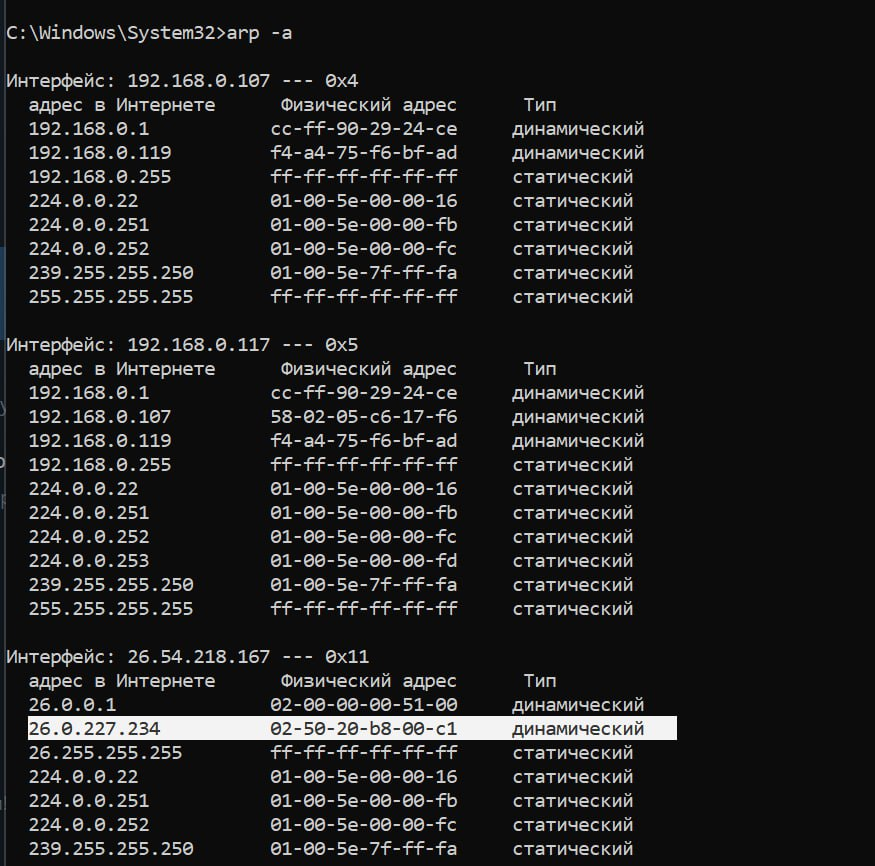 C:\Windows\System32>arp -a
Интерфейс: 192.168.0.107 --- 0x4
адрес в Интернете Физический адрес Тип
192.168.0.1 cc-ff-90-29-24-ce динамический
192.168.0.119 f4-a4-75-f6-bf-ad динамический
192.168.0.255 ff-ff-ff-ff-ff-ff статический
224.0.0.22 01-00-5e-00-00-16 статический
224.0.0.251 01-00-5e-00-00-fb статический
224.0.0.252 01-00-5e-00-00-fc статический
239.255.255.250 01-00-5e-7f-ff-fa статический
255.255.255.255 ff-ff-ff-ff-ff-ff статический
Интерфейс: 192.168.0.117 --- 0x5
адрес в Интернете Физический адрес Тип
192.168.0.1 cc-ff-90-29-24-ce динамический
192.168.0.107 58-02-05-c6-17-f6 динамический
192.168.0.119 f4-a4-75-f6-bf-ad динамический
192.168.0.255 ff-ff-ff-ff-ff-ff статический
224.0.0.22 01-00-5e-00-00-16 статический
224.0.0.251 01-00-5e-00-00-fb статический
224.0.0.252 01-00-5e-00-00-fc статический
224.0.0.253 01-00-5e-00-00-fd статический
239.255.255.250 01-00-5e-7f-ff-fa статический
255.255.255.255 ff-ff-ff-ff-ff-ff статический
Интерфейс: 26.54.218.167 --- 0x11
адрес в Интернете Физический адрес Тип
26.0.0.1 02-00-00-00-51-00 динамический
26.0.227.234 02-50-20-b8-00-c1 динамический
26.255.255.255 ff-ff-ff-ff-ff-ff статический
224.0.0.22 01-00-5e-00-00-16 статический
224.0.0.251 01-00-5e-00-00-fb статический
224.0.0.252 01-00-5e-00-00-fc статический
239.255.255.250 01-00-5e-7f-ff-fa статический